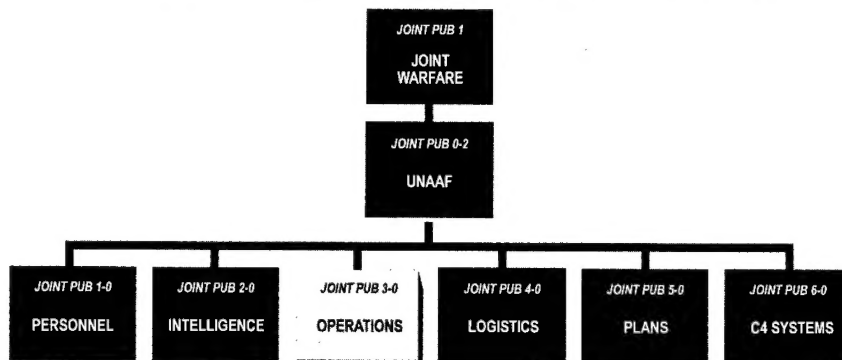 JOINT PUB 1
JOINT
WARFARE
JOINT PUB 0-2
UNAAF
JOINT PUB 1-0
PERSONNEL
JOINT PUB 2-0
INTELLIGENCE
JOINT PUB 3-0
OPERATIONS
JOINT PUB 4-0
LOGISTICS
JOINT PUB 5-0
PLANS
JOINT PUB 6-0
C4 SYSTEMS